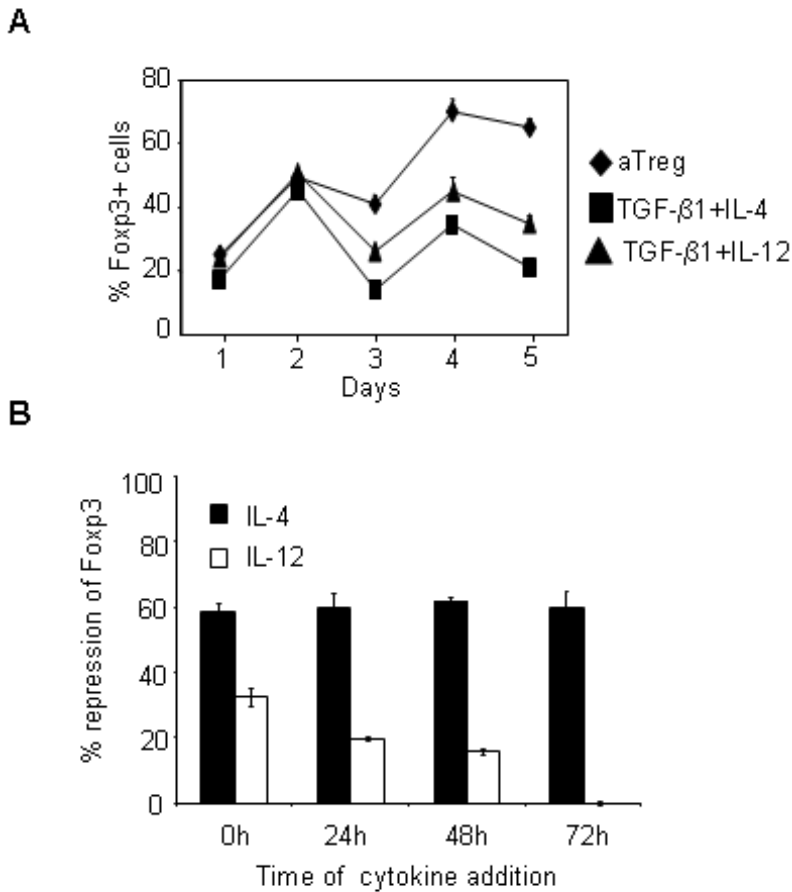 A
80
60
40
20
0
% Foxp3+ cells
1 2 3 4 5
Days
aTreg
TGF-β1+IL-4
TGF-β1+IL-12
B
100
80
60
40
20
0
% repression of Foxp3
IL-4
IL-12
0h 24h 48h 72h
Time of cytokine addition